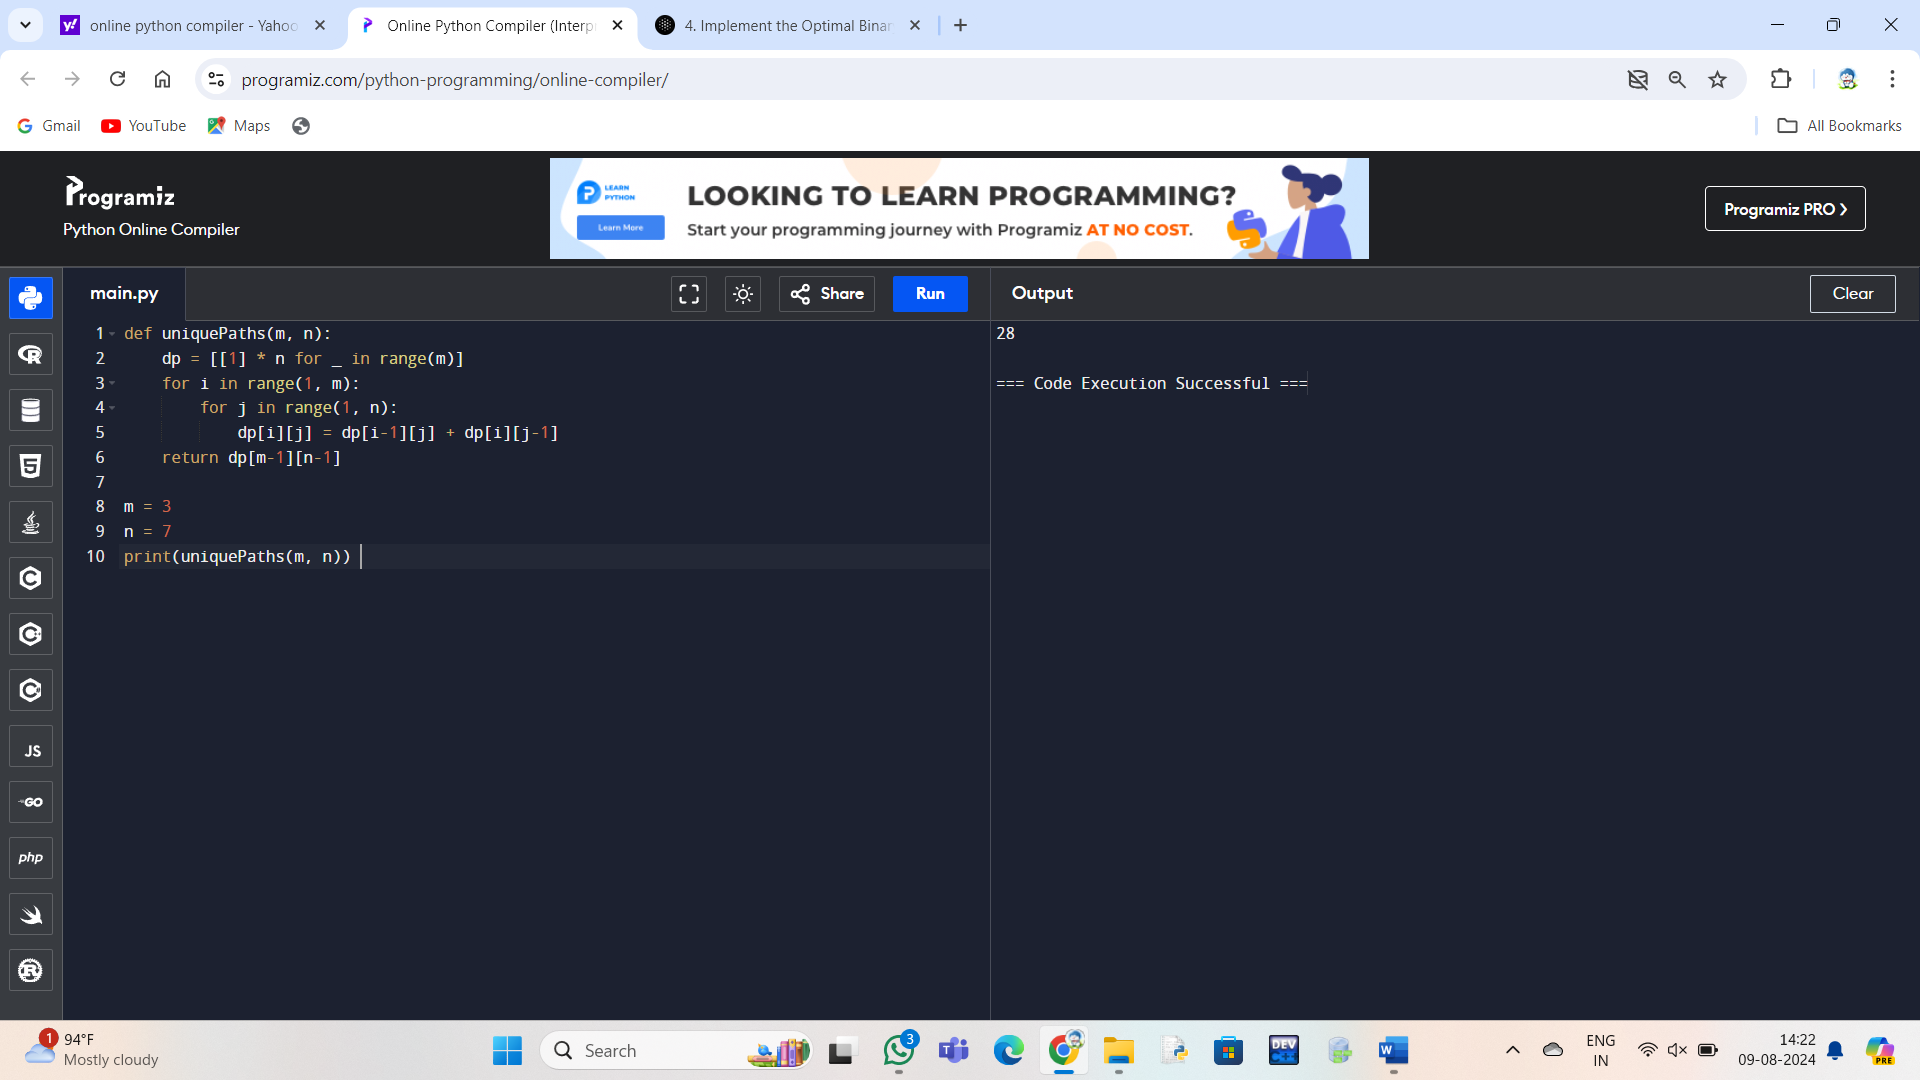 online python compiler - Yahoo
Online Python Compiler (Interp
4. Implement the Optimal Binar
programiz.com/python-programming/online-compiler/
Gmail
YouTube
Maps
All Bookmarks
Programiz
Python Online Compiler
LEARN
PYTHON
Learn More
LOOKING TO LEARN PROGRAMMING?
Start your programming journey with Programiz AT NO COST.
Programiz PRO
main.py
Share
Run
Output
Clear
1 def uniquePaths(m, n):
2     dp = [[1] * n for _ in range(m)]
3     for i in range(1, m):
4         for j in range(1, n):
5             dp[i][j] = dp[i-1][j] + dp[i][j-1]
6     return dp[m-1][n-1]
7
8 m = 3
9 n = 7
10 print(uniquePaths(m, n))
28
=== Code Execution Successful ===
JS
GO
php
1
94°F
Mostly cloudy
Search
3
DEV
ENG
IN
14:22
09-08-2024
PRE